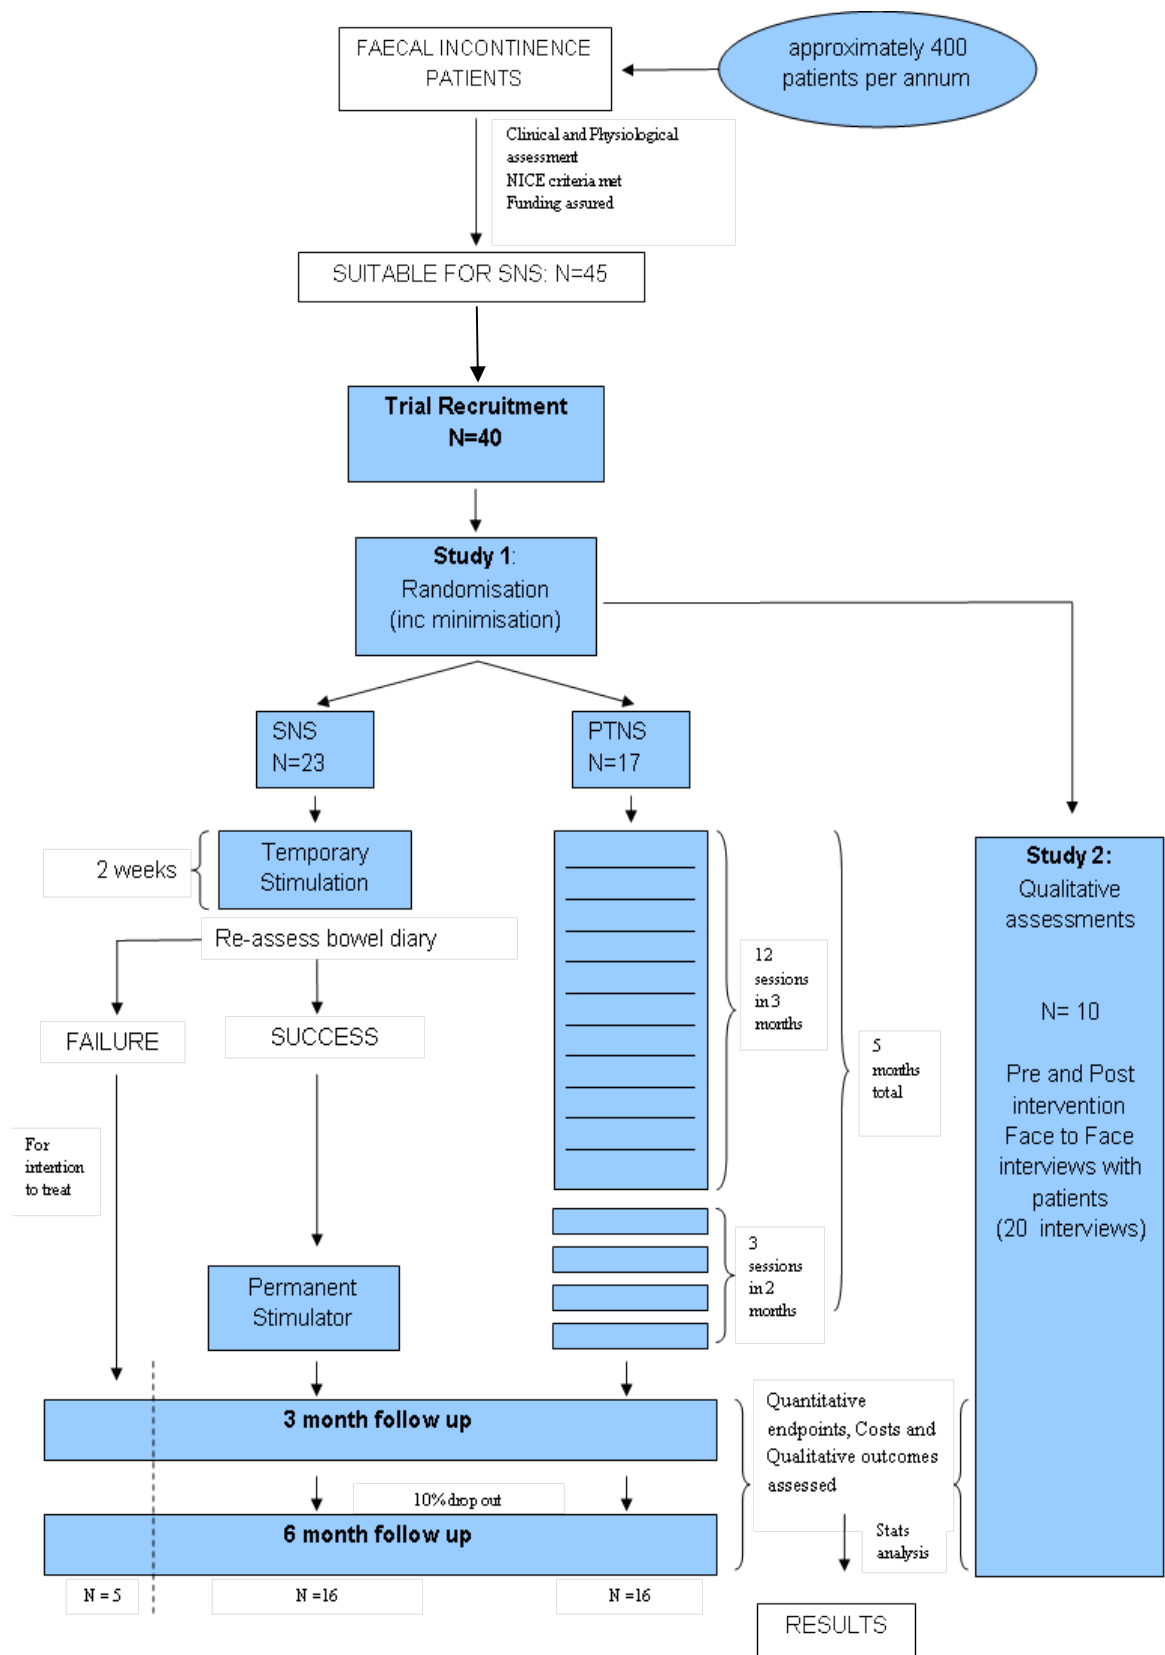 FAECAL INCONTINENCE
PATIENTS
approximately 400
patients per annum
Clinical and Physiological
assessment
NICE criteria met
Funding assured
SUITABLE FOR SNS: N=45
Trial Recruitment
N=40
Study 1:
Randomisation
(inc minimisation)
SNS
N=23
PTNS
N=17
2 weeks
Temporary
Stimulation
Re-assess bowel diary
FAILURE
SUCCESS
For
intention
to treat
Permanent
Stimulator
12
sessions
in 3
months
3
sessions
in 2
months
5
months
total
Study 2:
Qualitative
assessments
N= 10
Pre and Post
intervention
Face to Face
interviews with
patients
(20 interviews)
3 month follow up
10% drop out
6 month follow up
N = 5
N =16
N =16
Quantitative
endpoints, Costs and
Qualitative outcomes
assessed
Stats
analysis
RESULTS